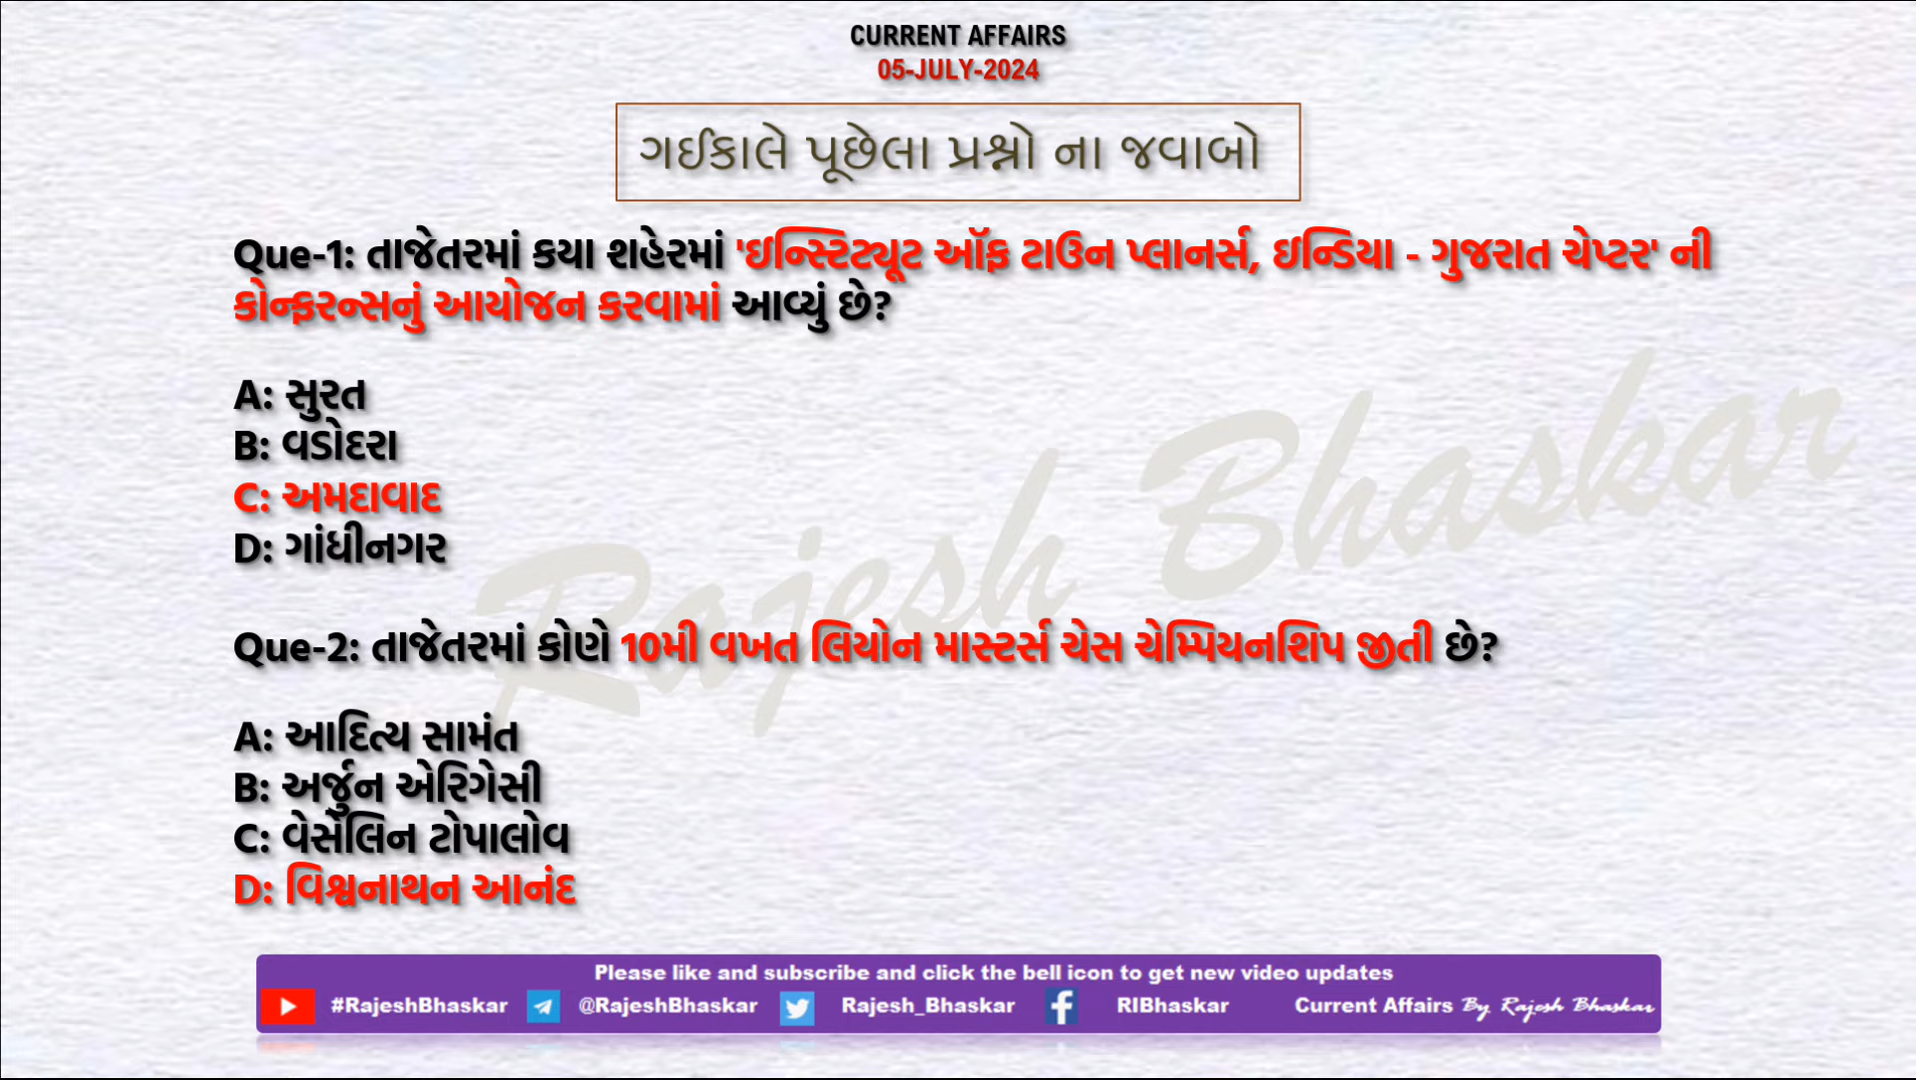 CURRENT AFFAIRS
05-JULY-2024
ગઈકાલે પૂછેલા પ્રશ્નો ના જવાબો
Que-1: તાજેતરમાં કયા શહેરમાં 'ઈન્સ્ટિટ્યૂટ ઑફ ટાઉન પ્લાનર્સ, ઈન્ડિયા - ગુજરાત ચેપ્ટર' ની
કોન્ફરન્સનું આયોજન કરવામાં આવ્યું છે?
A: સુરત
B: વડોદરા
C: અમદાવાદ
D: ગાંધીનગર
Rajesh Bhaskar
Que-2: તાજેતરમાં કોણે 10મી વખત લિયોન માસ્ટર્સ ચેસ ચેમ્પિયનશિપ જીતી છે?
A: આદિત્ય સામંત
B: અર્જુન એરિગેસી
C: વેસેલિન ટોપાલોવ
D: વિશ્વનાથન આનંદ
Please like and subscribe and click the bell icon to get new video updates
#RajeshBhaskar @RajeshBhaskar Rajesh_Bhaskar RIBhaskar Current Affairs By Rajesh Bhaskar